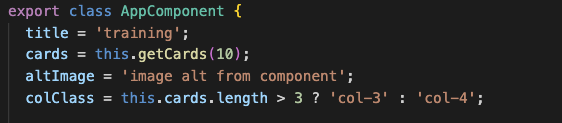 export class AppComponent {
title = 'training';
cards = this.getCards(10);
altImage = 'image alt from component';
colClass = this.cards.length > 3 ? 'col-3' : 'col-4';